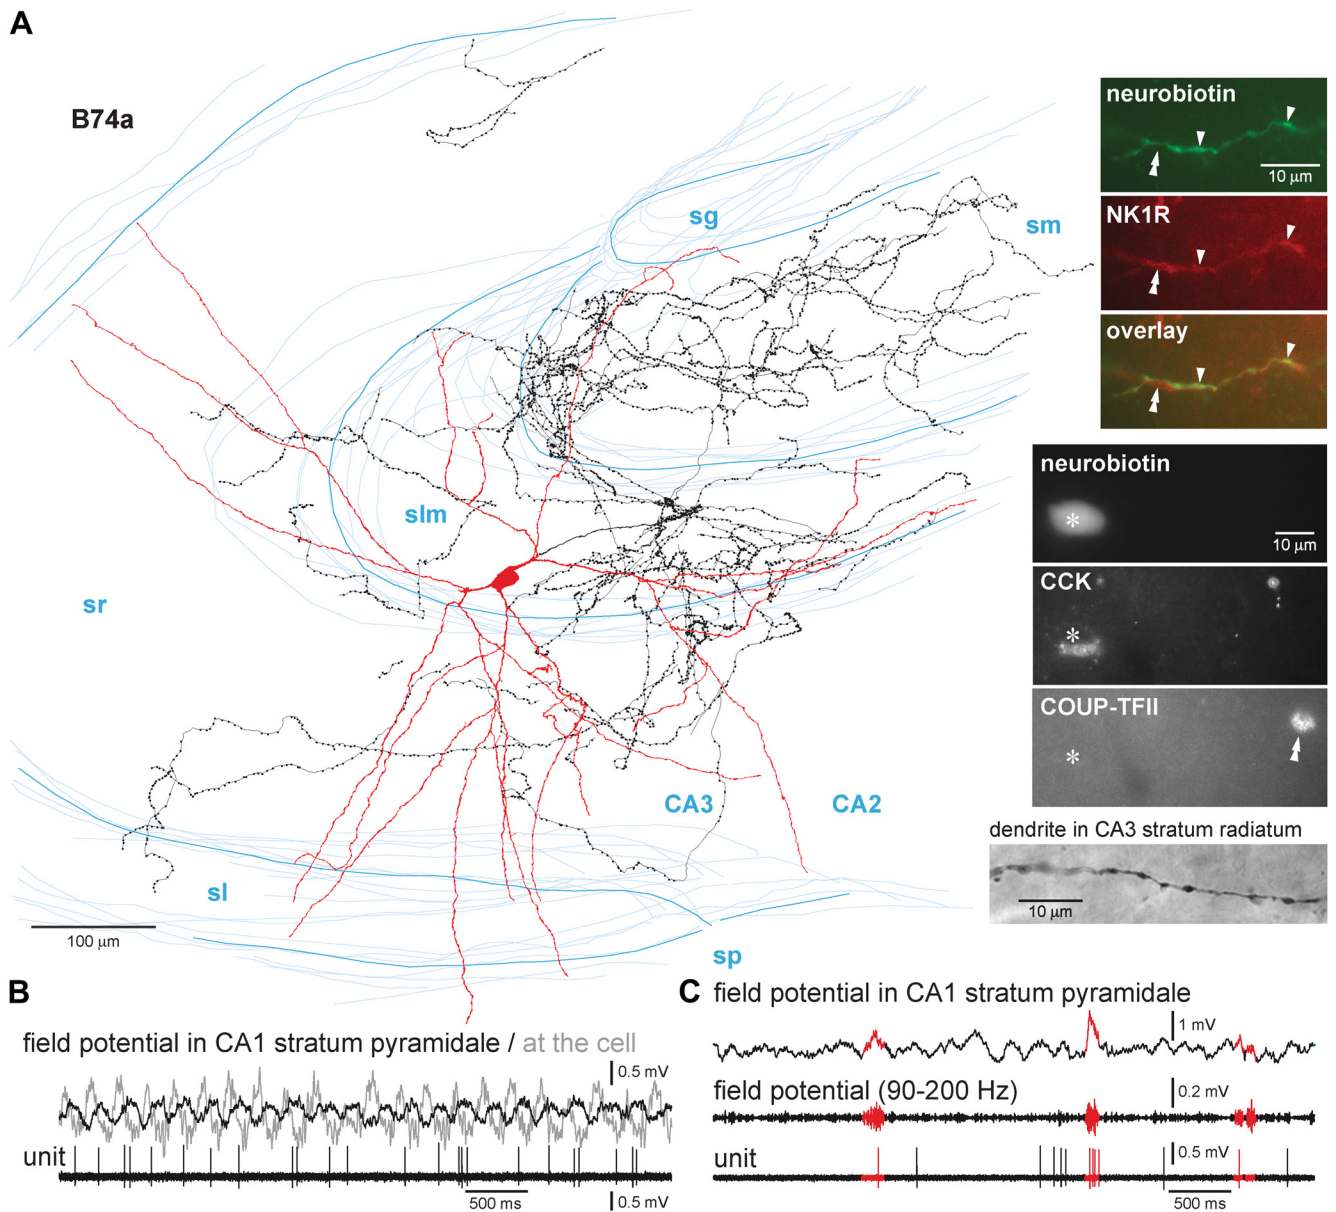 A
B74a
sg
sm
slm
sr
CA3
CA2
sl
100 µm
sp
neurobiotin
10 µm
NK1R
overlay
neurobiotin
*
10 µm
CCK
*
COUP-TFII
*
dendrite in CA3 stratum radiatum
10 µm
B
field potential in CA1 stratum pyramidale / at the cell
0.5 mV
unit
500 ms
0.5 mV
C
field potential in CA1 stratum pyramidale
1 mV
field potential (90-200 Hz)
0.2 mV
unit
0.5 mV
500 ms